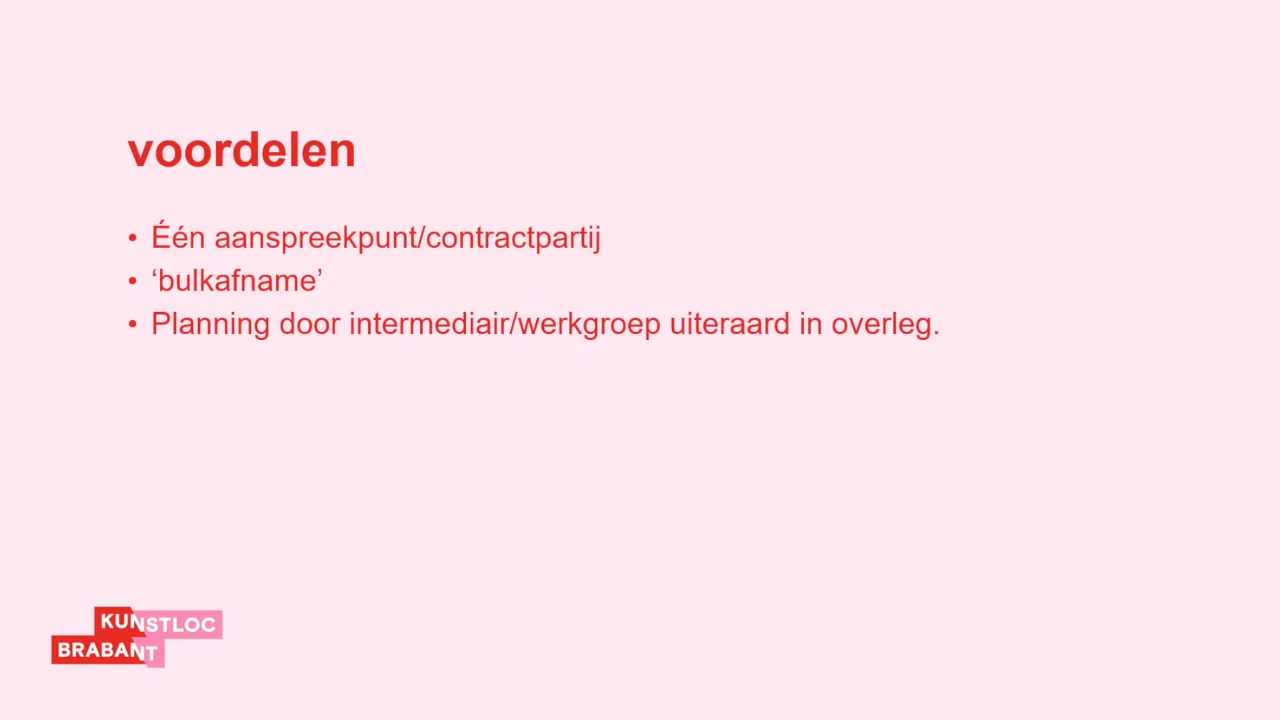 voordelen
• Één aanspreekpunt/contractpartij
• ‘bulkafname’
• Planning door intermediair/werkgroep uiteraard in overleg.
KUNSTLOC
BRABANT